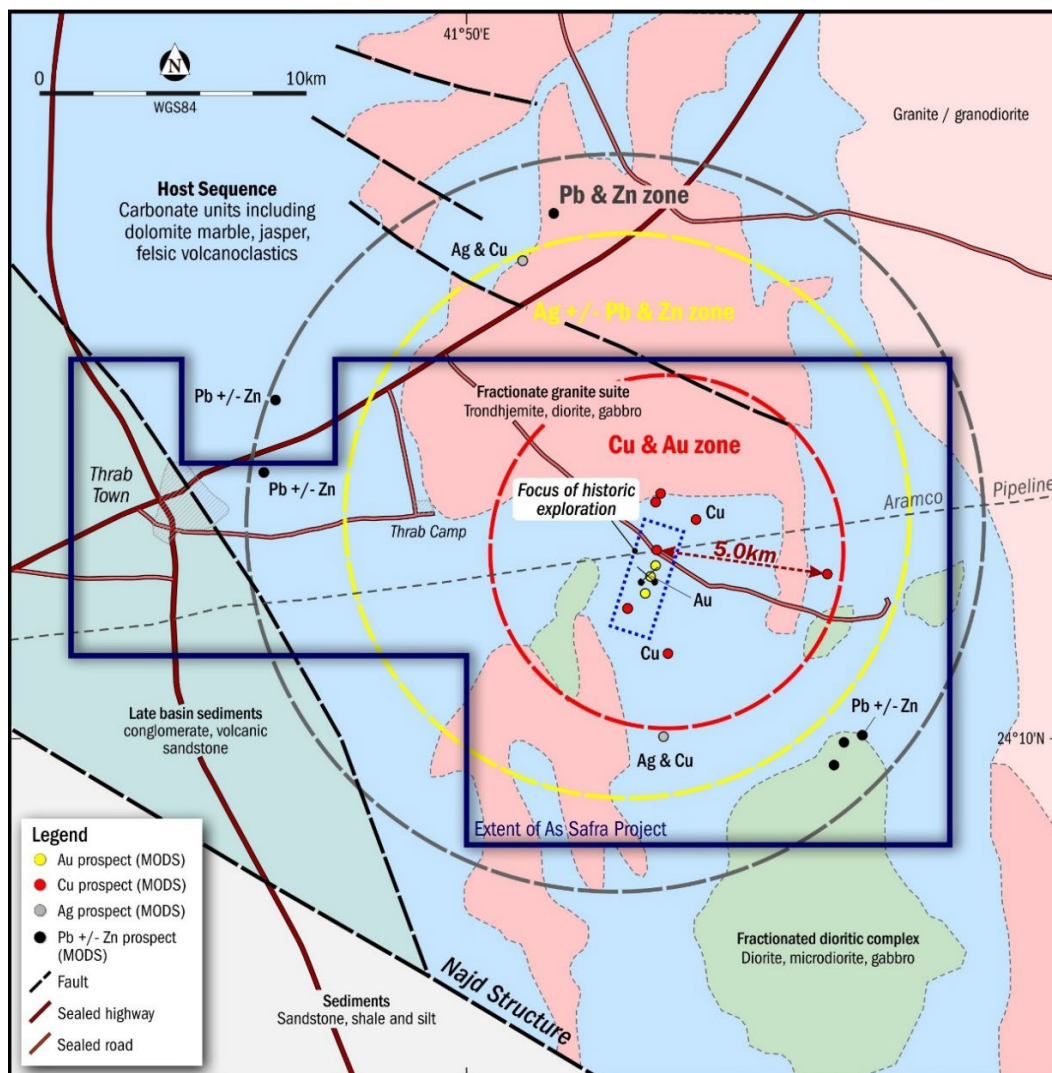 41°50'E
N
0
10km
WGS84
Granite / granodiorite
Host Sequence
Carbonate units including
dolomite marble, jasper,
felsic volcanoclastics
Pb & Zn zone
Ag & Cu
Ag +/- Pb & Zn zone
Pb +/- Zn
Fractionate granite suite
Trondhjemite, diorite, gabbro
Cu & Au zone
Thrab
Town
Pb +/- Zn
Focus of historic
exploration
Aramco
Pipeline
Thrab Camp
Cu
5.0km
Au
Cu
Late basin sediments
conglomerate, volcanic
sandstone
Pb +/- Zn
24°10'N
Ag & Cu
Extent of As Safra Project
Legend
Au prospect (MODS)
Cu prospect (MODS)
Ag prospect (MODS)
Pb +/- Zn prospect
(MODS)
Fault
Sealed highway
Sealed road
Najd Structure
Fractionated dioritic complex
Diorite, microdiorite, gabbro
Sediments
Sandstone, shale and silt